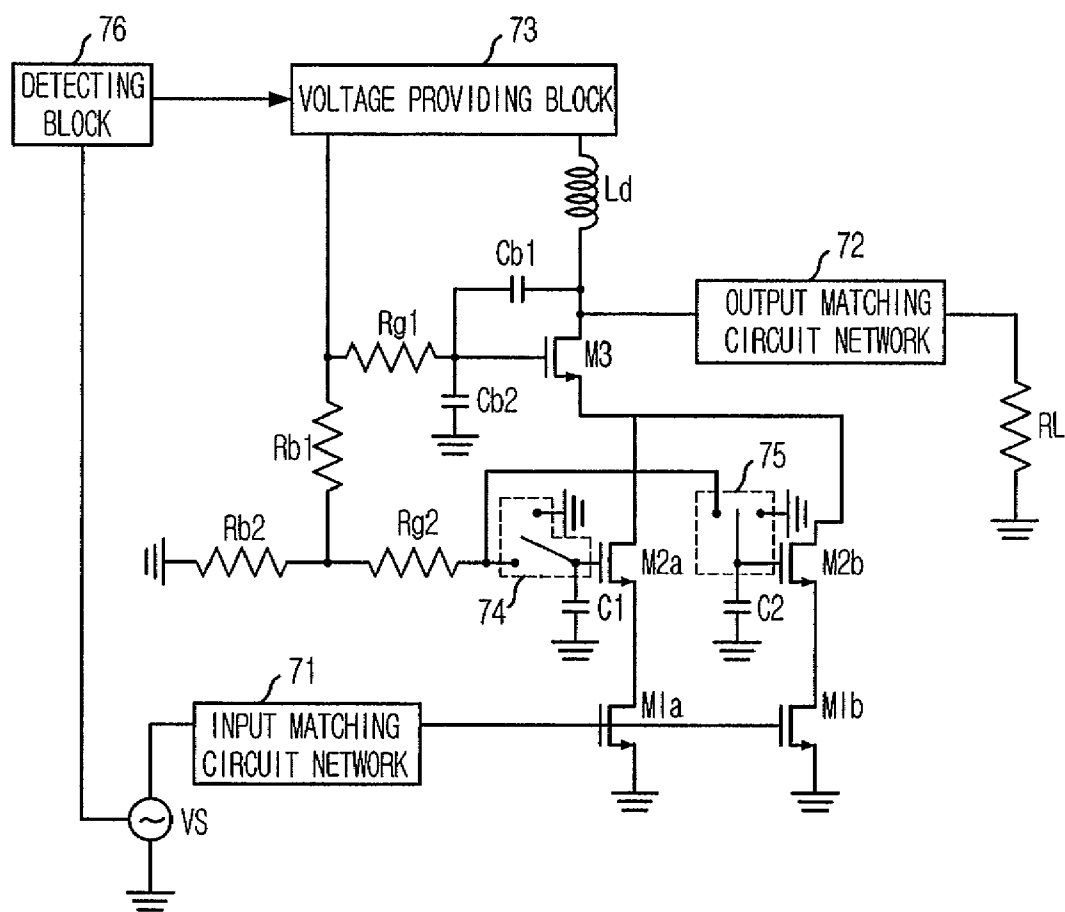 76
73
DETECTING
BLOCK
VOLTAGE PROVIDING BLOCK
Ld
Cb1
72
OUTPUT MATCHING
CIRCUIT NETWORK
Rg1
M3
Cb2
RL
Rb1
75
Rb2
Rg2
M2a
M2b
74
C1
C2
71
INPUT MATCHING
CIRCUIT NETWORK
M1a
M1b
VS